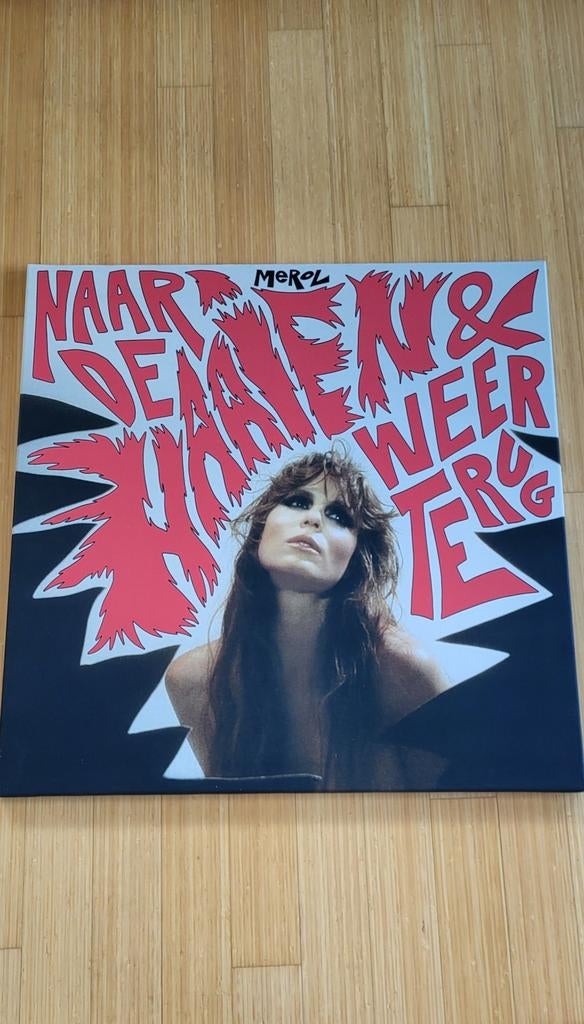 MEROL
NAAR
DE HAAIEN &
WEER
TERUG